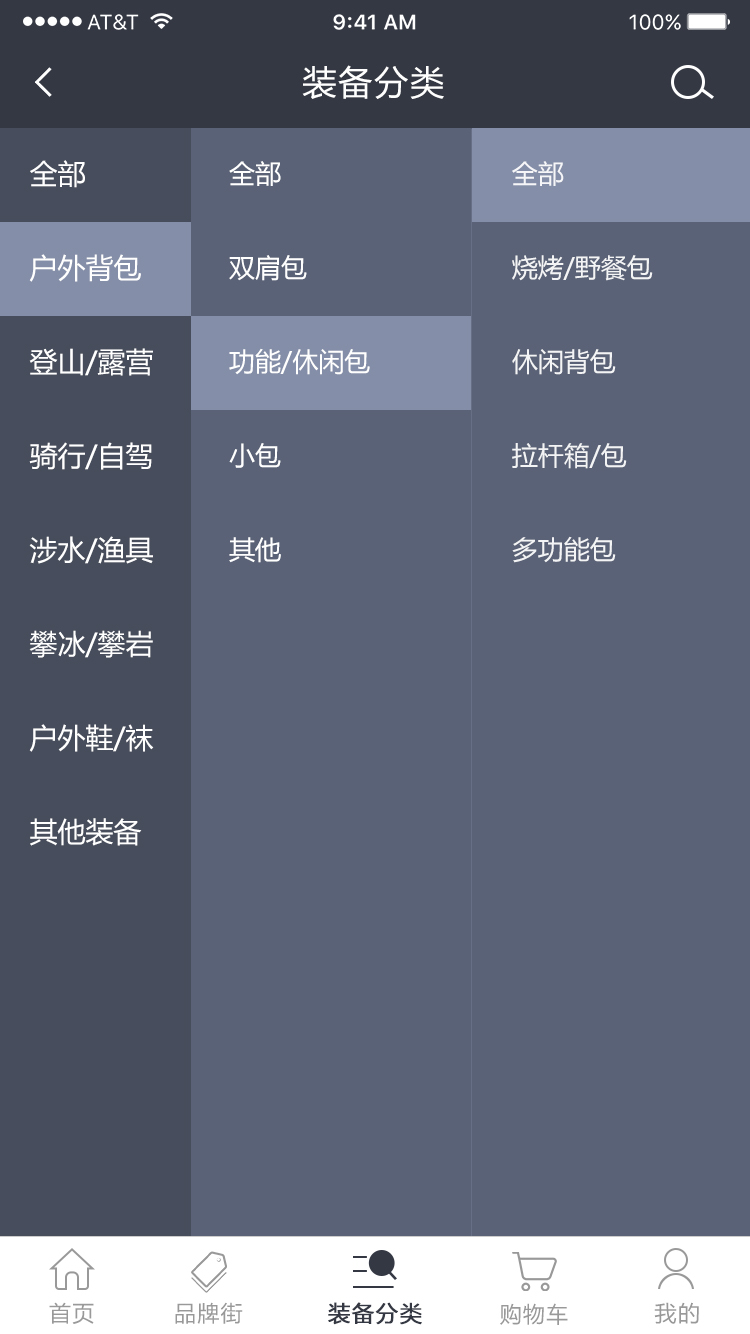 AT&T 9:41 AM 100%
装备分类
全部
户外背包
登山/露营
骑行/自驾
涉水/渔具
攀冰/攀岩
户外鞋/袜
其他装备
全部
双肩包
功能/休闲包
小包
其他
全部
烧烤/野餐包
休闲背包
拉杆箱/包
多功能包
首页
品牌街
装备分类
购物车
我的